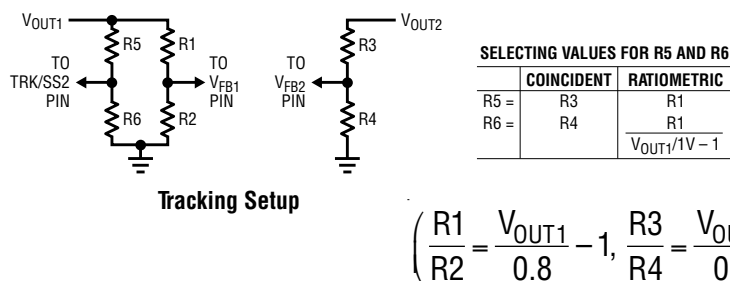 VOUT1
VOUT2
R5
R1
R3
TO
TRK/SS2
PIN
TO
VFB1
PIN
TO
VFB2
PIN
R6
R2
R4
Tracking Setup
SELECTING VALUES FOR R5 AND R6
COINCIDENT RATIOMETRIC
R5 = R3 R1
R6 = R4 R1
VOUT1/1V – 1
( R1/R2 = VOUT1/0.8 – 1, R3/R4 =